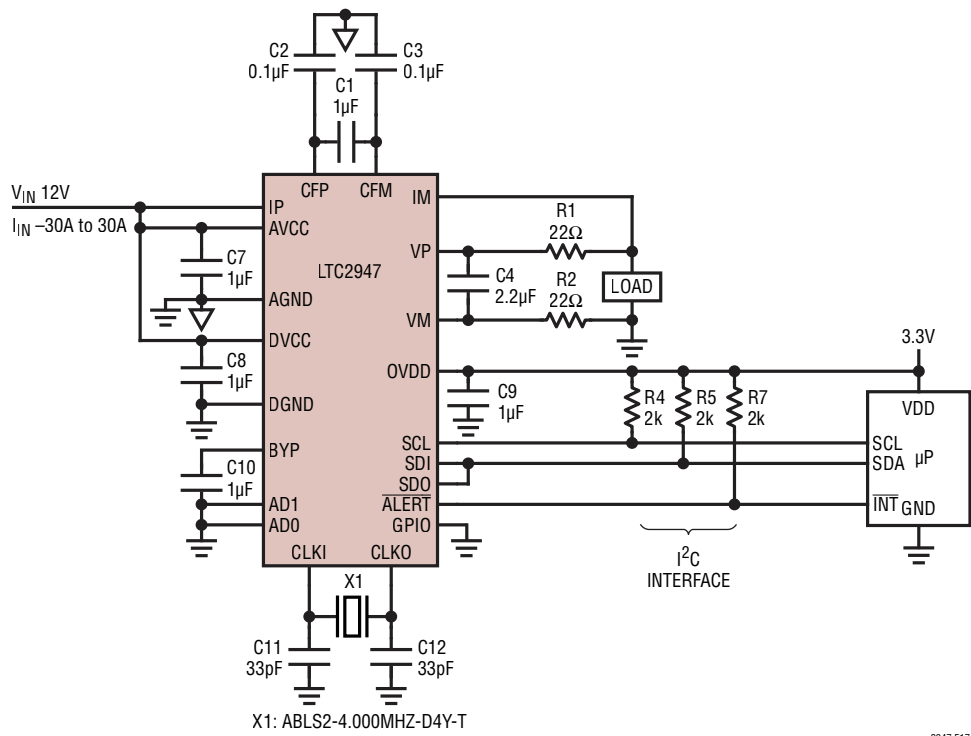 C2
0.1µF
C3
0.1µF
C1
1µF
CFP
CFM
IM
VIN 12V
IIN –30A to 30A
IP
AVCC
C7
1µF
LTC2947
AGND
VP
R1
22Ω
C4
2.2µF
R2
22Ω
LOAD
VM
DVCC
C8
1µF
DGND
OVDD
C9
1µF
R4
2k
R5
2k
R7
2k
3.3V
VDD
SCL
SDA
µP
INT
GND
BYP
C10
1µF
AD1
AD0
SCL
SDI
SDO
ALERT
GPIO
CLKI
CLKO
I2C
INTERFACE
X1
C11
33pF
C12
33pF
X1: ABLS2-4.000MHZ-D4Y-T